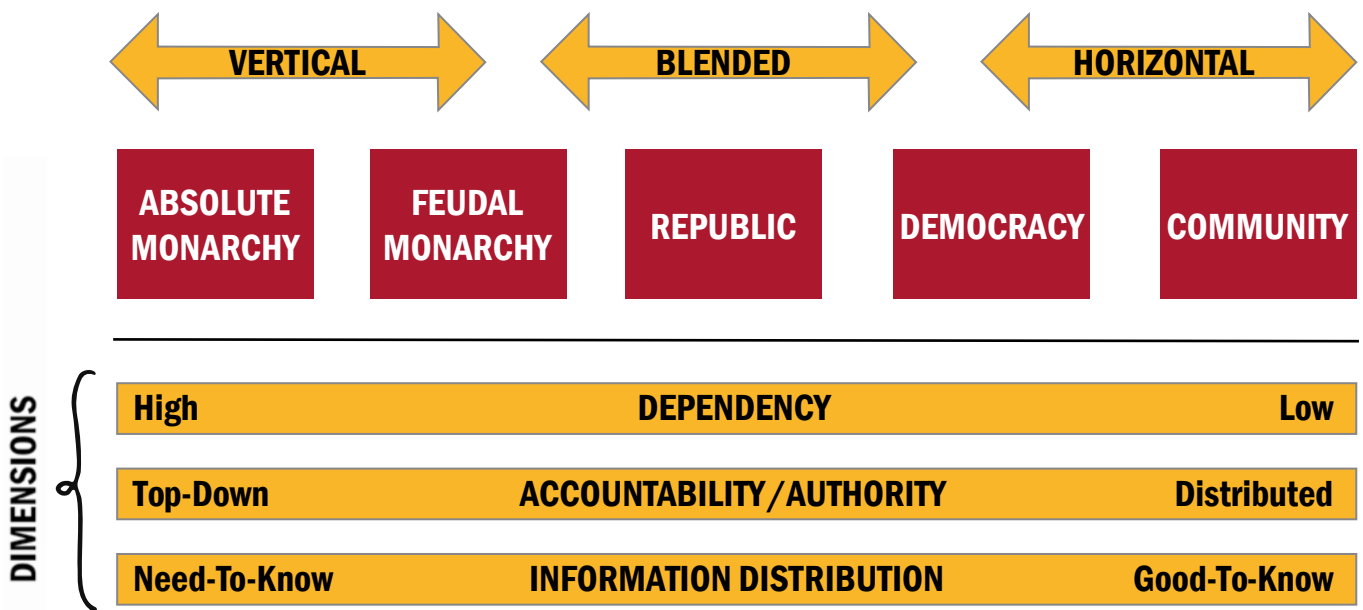 VERTICAL BLENDED HORIZONTAL
ABSOLUTE MONARCHY
FEUDAL MONARCHY
REPUBLIC
DEMOCRACY
COMMUNITY
DIMENSIONS
High DEPENDENCY Low
Top-Down ACCOUNTABILITY/AUTHORITY Distributed
Need-To-Know INFORMATION DISTRIBUTION Good-To-Know